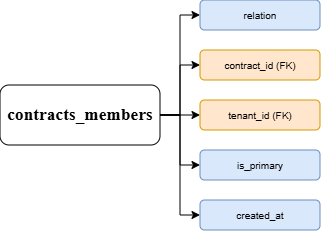 contracts_members
relation
contract_id (FK)
tenant_id (FK)
is_primary
created_at